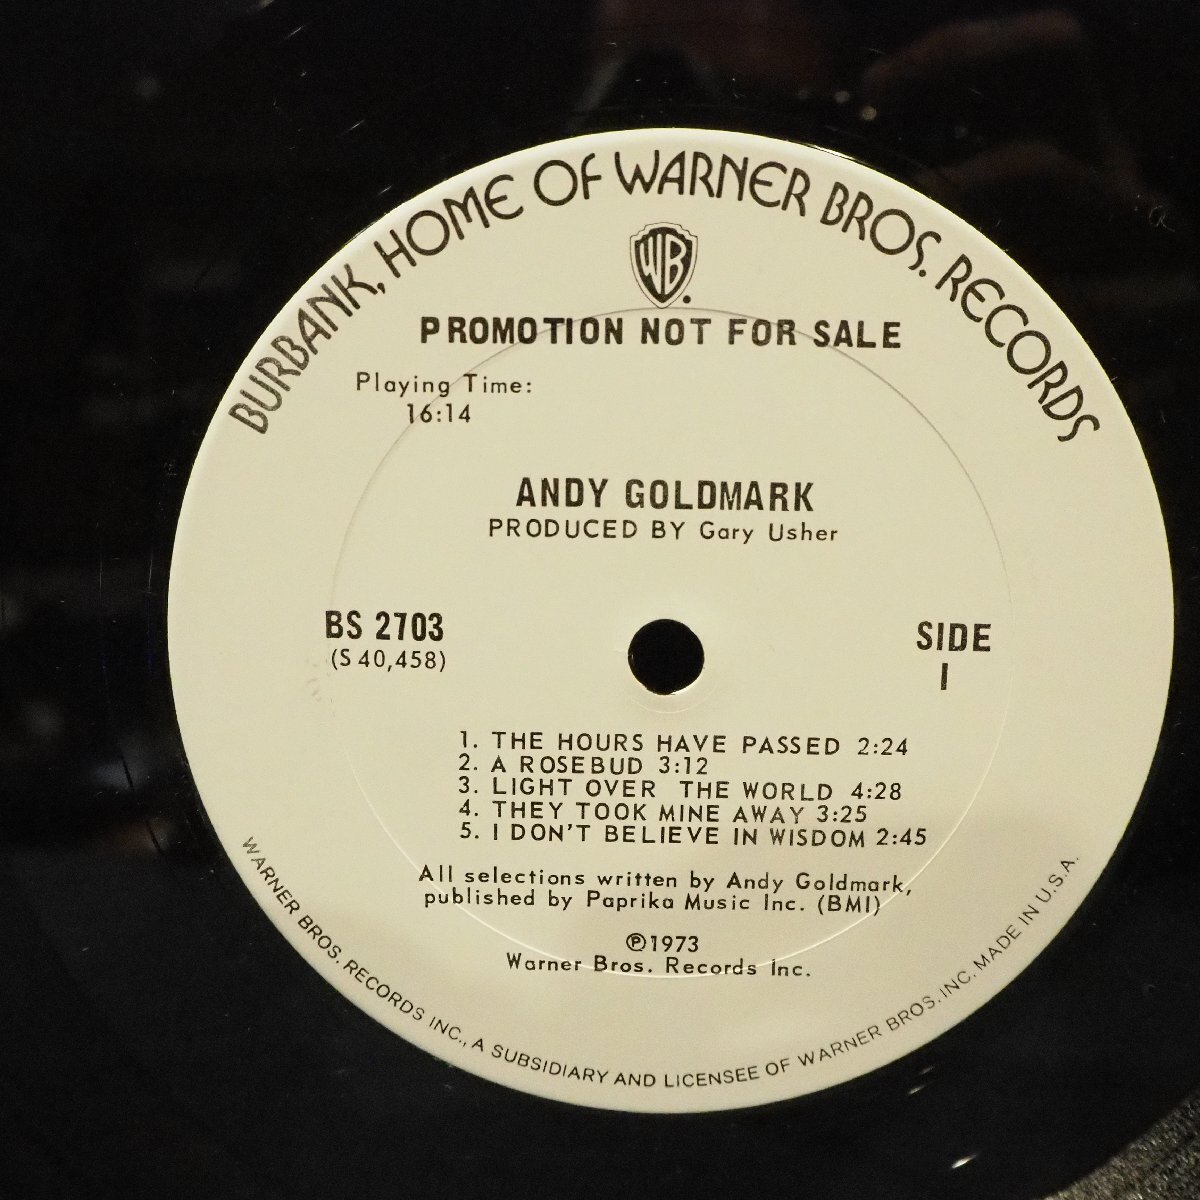 BURBANK, HOME OF WARNER BROS. RECORDS
WB
PROMOTION NOT FOR SALE
Playing Time:
16:14
ANDY GOLDMARK
PRODUCED BY Gary Usher
BS 2703
(S 40,458)
SIDE
1
1. THE HOURS HAVE PASSED 2:24
2. A ROSEBUD 3:12
3. LIGHT OVER THE WORLD 4:28
4. THEY TOOK MINE AWAY 3:25
5. I DON'T BELIEVE IN WISDOM 2:45
All selections written by Andy Goldmark,
published by Paprika Music Inc. (BMI)
℗1973
Warner Bros. Records Inc.
WARNER BROS. RECORDS INC., A SUBSIDIARY AND LICENSEE OF WARNER BROS. INC. MADE IN U.S.A.